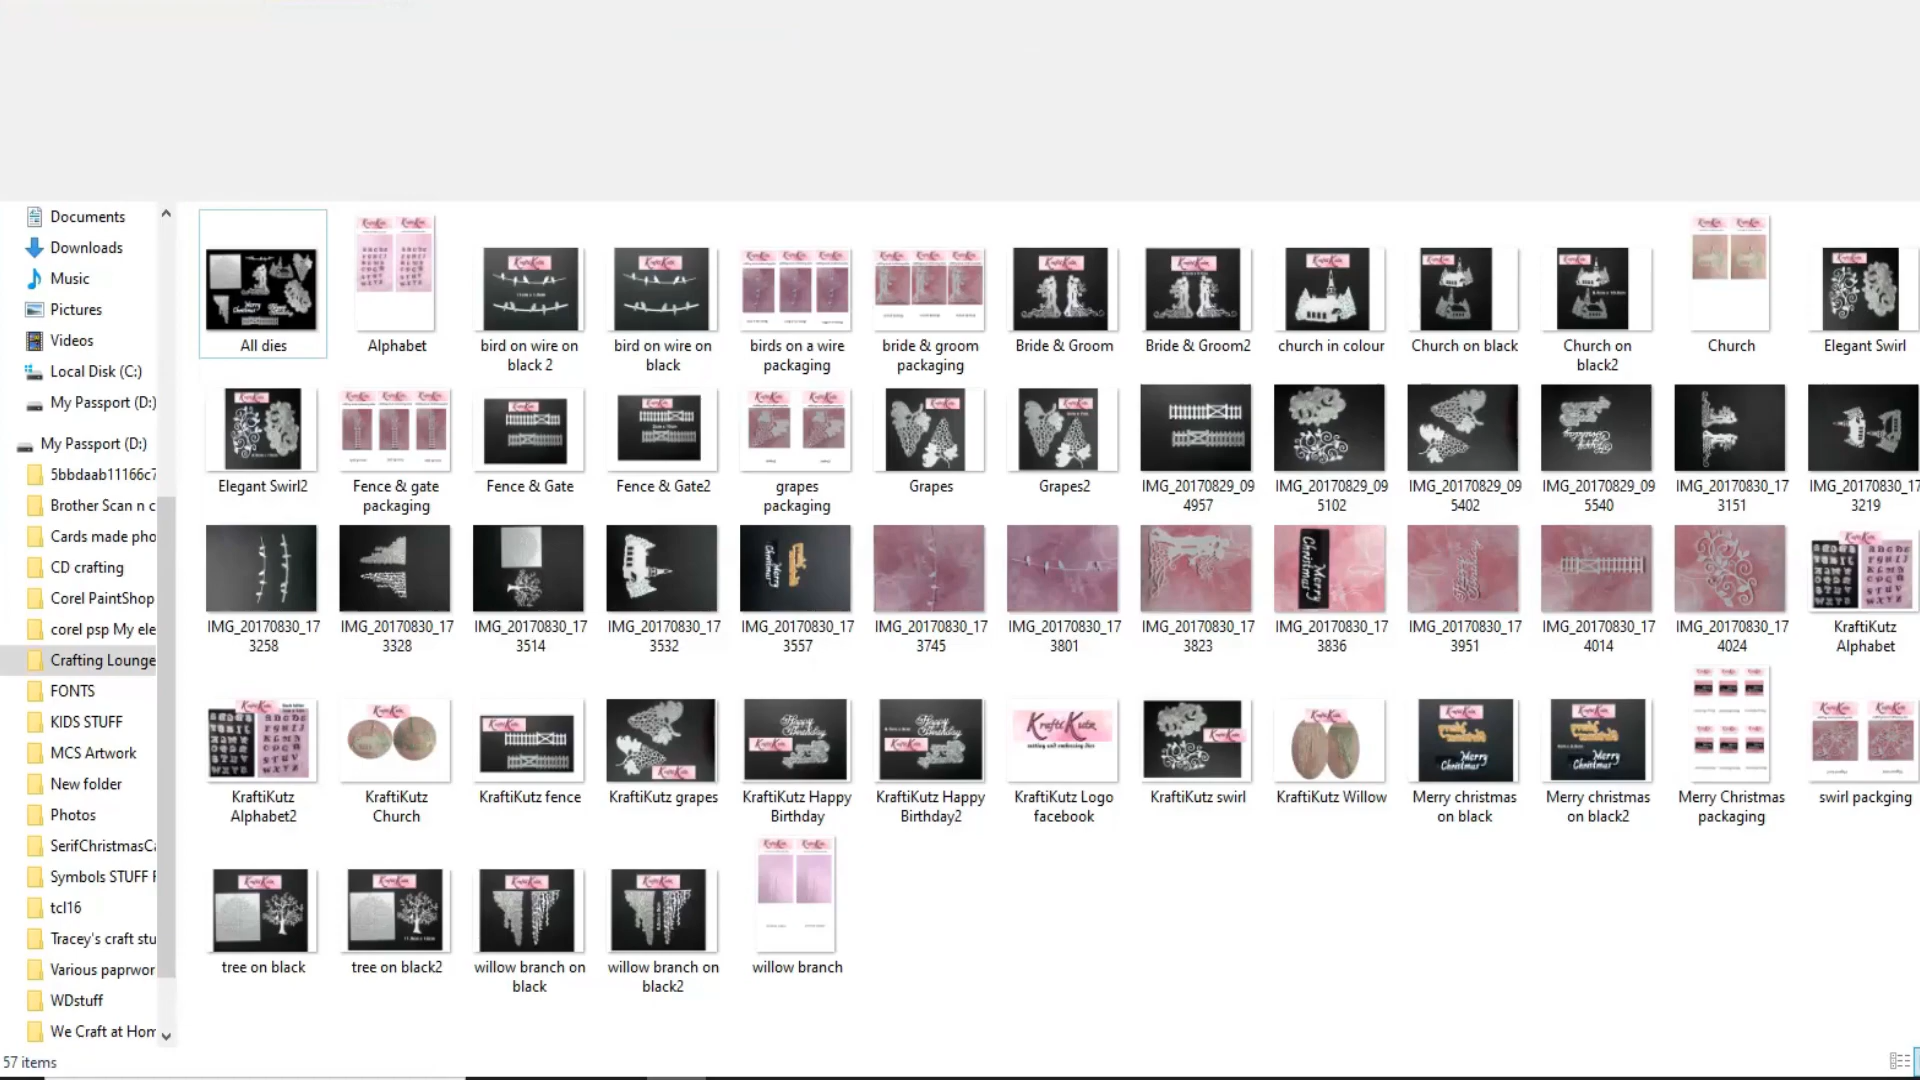 Documents
Downloads
Music
Pictures
Videos
Local Disk (C:)
My Passport (D:)
My Passport (D:)
5bbdaab11166c7
Brother Scan n c
Cards made pho
CD crafting
Corel PaintShop
corel psp My ele
Crafting Lounge
FONTS
KIDS STUFF
MCS Artwork
New folder
Photos
SerifChristmasCa
Symbols STUFF F
tcl16
Tracey's craft stu
Various paprwor
WDstuff
We Craft at Hom
57 items
All dies
Alphabet
bird on wire on
black 2
bird on wire on
black
birds on a wire
packaging
bride & groom
packaging
Bride & Groom
Bride & Groom2
church in colour
Church on black
Church on
black2
Church
Elegant Swirl
Elegant Swirl2
Fence & gate
packaging
Fence & Gate
Fence & Gate2
grapes
packaging
Grapes
Grapes2
IMG_20170829_09
4957
IMG_20170829_09
5102
IMG_20170829_09
5402
IMG_20170829_09
5540
IMG_20170830_17
3151
IMG_20170830_17
3219
IMG_20170830_17
3258
IMG_20170830_17
3328
IMG_20170830_17
3514
IMG_20170830_17
3532
IMG_20170830_17
3557
IMG_20170830_17
3745
IMG_20170830_17
3801
IMG_20170830_17
3823
IMG_20170830_17
3836
IMG_20170830_17
3951
IMG_20170830_17
4014
IMG_20170830_17
4024
KraftiKutz
Alphabet
KraftiKutz
Alphabet2
KraftiKutz
Church
KraftiKutz fence
KraftiKutz grapes
KraftiKutz Happy
Birthday
KraftiKutz Happy
Birthday2
KraftiKutz Logo
facebook
KraftiKutz swirl
KraftiKutz Willow
Merry christmas
on black
Merry christmas
on black2
Merry Christmas
packaging
swirl packging
tree on black
tree on black2
willow branch on
black
willow branch on
black2
willow branch